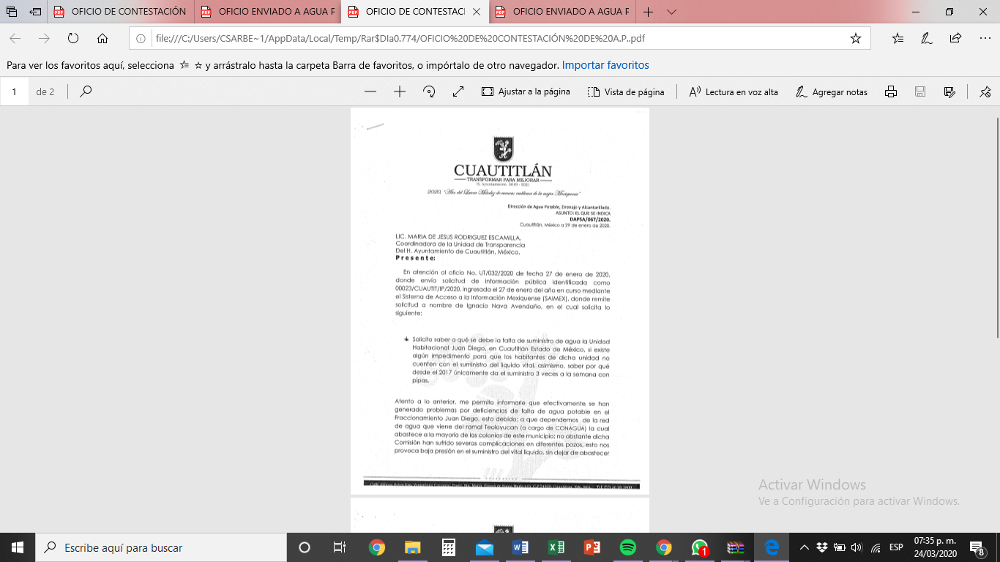 OFICIO DE CONTESTACIÓN
OFICIO ENVIADO A AGUA P
OFICIO DE CONTESTACI
OFICIO ENVIADO A AGUA P
file:///C:/Users/CSARBE~1/AppData/Local/Temp/Rar$DIa0.774/OFICIO%20DE%20CONTESTACIÓN%20DE%20A.P..pdf
Para ver los favoritos aquí, selecciona y arrástralo hasta la carpeta Barra de favoritos, o impórtalo de otro navegador. Importar favoritos
1 de 2 Ajustar a la página Vista de página Lectura en voz alta Agregar notas
CUAUTITLÁN
TRANSFORMAR PARA MEJORAR
H. Ayuntamiento 2019 - 2021
2020. "Año del Laura Méndez de cuenca: emblema de la mujer Mexiquense"
Dirección de Agua Potable, Drenaje y Alcantarillado.
ASUNTO: EL QUE SE INDICA
DAPSA/067/2020.
Cuautitlán, México a 29 de enero de 2020.
LIC. MARIA DE JESUS RODRIGUEZ ESCAMILLA.
Coordinadora de la Unidad de Transparencia
Del H. Ayuntamiento de Cuautitlán, México.
Presente:
En atención al oficio No. UT/032/2020 de fecha 27 de enero de 2020,
donde envía solicitud de información pública identificada como
00023/CUAUTIT/IP/2020, ingresada el 27 de enero del año en curso mediante
el Sistema de Acceso a la Información Mexiquense (SAIMEX), donde remite
solicitud a nombre de Ignacio Nava Avendaño, en el cual solicita lo
siguiente:
Solicito saber a qué se debe la falta de suministro de agua la Unidad
Habitacional Juan Diego, en Cuautitlán Estado de México, si existe
algún impedimento para que los habitantes de dicha unidad no
cuenten con el suministro del líquido vital, asimismo, saber por qué
desde el 2017 únicamente da el suministro 3 veces a la semana con
pipas.
Atento a lo anterior, me permito informarle que efectivamente se han
generado problemas por deficiencias de falta de agua potable en el
Fraccionamiento Juan Diego, esto debido; a que dependemos de la red
de agua que viene del ramal Teoloyucan (a cargo de CONAGUA) la cual
abastece a la mayoría de las colonias de este municipio; no obstante dicha
Comisión han sufrido severas complicaciones en diferentes pozos, esto nos
provoca baja presión en el suministro del vital líquido, sin dejar de abastecer
Activar Windows
Ve a Configuración para activar Windows.
Escribe aquí para buscar
1
ESP
07:35 p. m.
24/03/2020
8